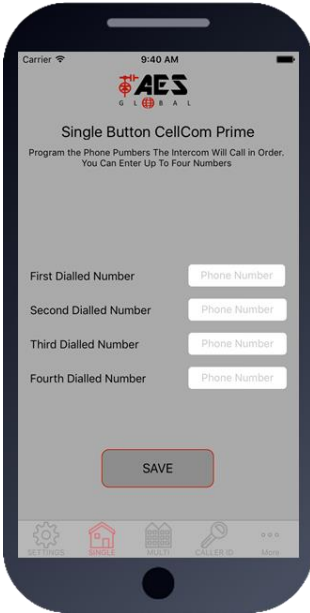 Carrier 9:40 AM
AES
GLOBAL
Single Button CellCom Prime
Program the Phone Pumbers The Intercom Will Call in Order.
You Can Enter Up To Four Numbers
First Dialled Number Phone Number
Second Dialled Number Phone Number
Third Dialled Number Phone Number
Fourth Dialled Number Phone Number
SAVE
SETTINGS SINGLE MULTI CALLER ID More